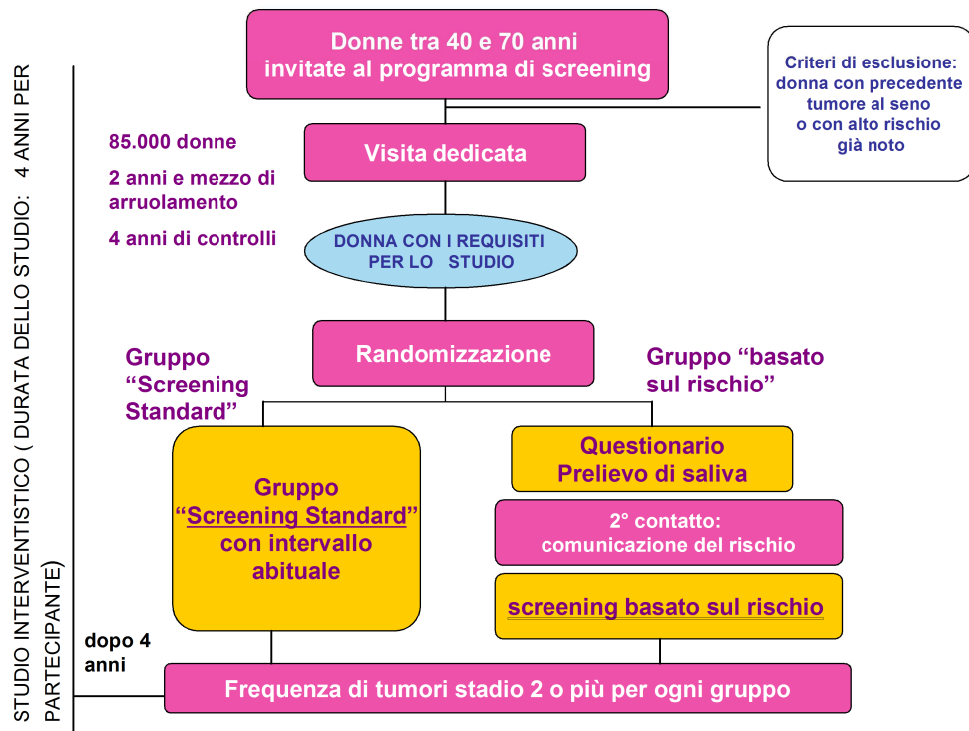 Donne tra 40 e 70 anni
invitate al programma di screening
Criteri di esclusione:
donna con precedente
tumore al seno
o con alto rischio
già noto
85.000 donne
2 anni e mezzo di
arruolamento
4 anni di controlli
Visita dedicata
DONNA CON I REQUISITI
PER LO STUDIO
Randomizzazione
Gruppo
“Screening
Standard”
Gruppo “basato
sul rischio”
Gruppo
“Screening Standard”
con intervallo
abituale
Questionario
Prelievo di saliva
2° contatto:
comunicazione del rischio
screening basato sul rischio
dopo 4
anni
Frequenza di tumori stadio 2 o più per ogni gruppo
STUDIO INTERVENTISTICO ( DURATA DELLO STUDIO: 4 ANNI PER
PARTECIPANTE)